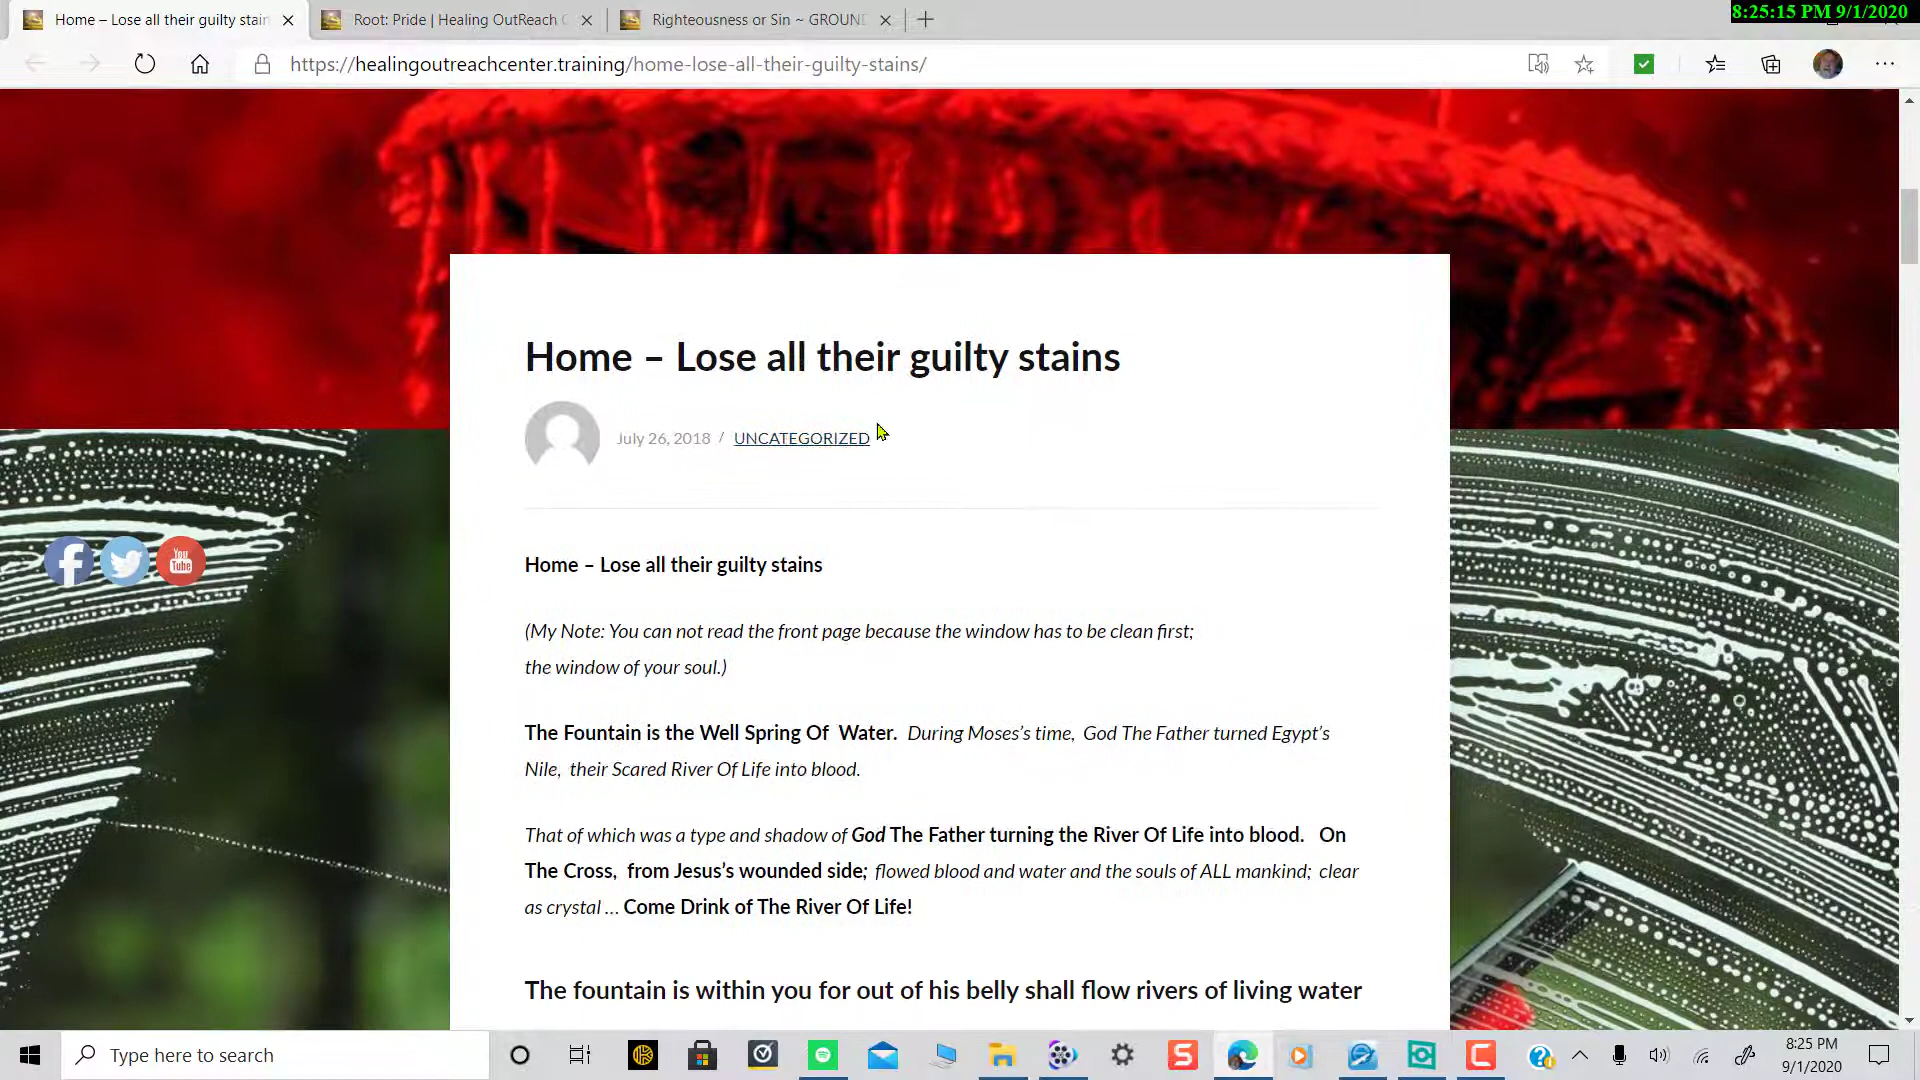 8:25:15 PM 9/1/2020
Home – Lose all their guilty stain
Root: Pride | Healing OutReach
Righteousness or Sin ~ GROUN
https://healingoutreachcenter.training/home-lose-all-their-guilty-stains/
Home – Lose all their guilty stains
July 26, 2018 / UNCATEGORIZED
You
Tube
Home – Lose all their guilty stains
(My Note: You can not read the front page because the window has to be clean first;
the window of your soul.)
The Fountain is the Well Spring Of Water. During Moses's time, God The Father turned Egypt's
Nile, their Scared River Of Life into blood.
That of which was a type and shadow of God The Father turning the River Of Life into blood. On
The Cross, from Jesus's wounded side; flowed blood and water and the souls of ALL mankind; clear
as crystal … Come Drink of The River Of Life!
The fountain is within you for out of his belly shall flow rivers of living water
Type here to search
8:25 PM
9/1/2020